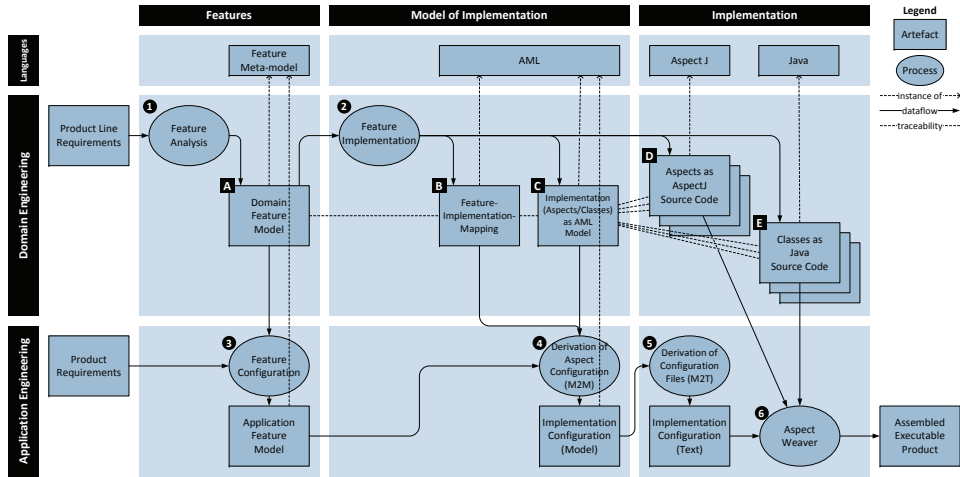 Features
Model of Implementation
Implementation
Legend
Artefact
Process
instance of
dataflow
traceability
Languages
Feature
Meta-model
AML
Aspect J
Java
Domain Engineering
Product Line
Requirements
1
Feature
Analysis
2
Feature
Implementation
A
Domain
Feature
Model
B
Feature-
Implementation-
Mapping
C
Implementation
(Aspects/Classes)
as AML
Model
D
Aspects as
AspectJ
Source Code
E
Classes as
Java
Source Code
Application Engineering
Product
Requirements
3
Feature
Configuration
4
Derivation of
Aspect
Configuration
(M2M)
5
Derivation of
Configuration
Files (M2T)
6
Aspect
Weaver
Application
Feature
Model
Implementation
Configuration
(Model)
Implementation
Configuration
(Text)
Assembled
Executable
Product